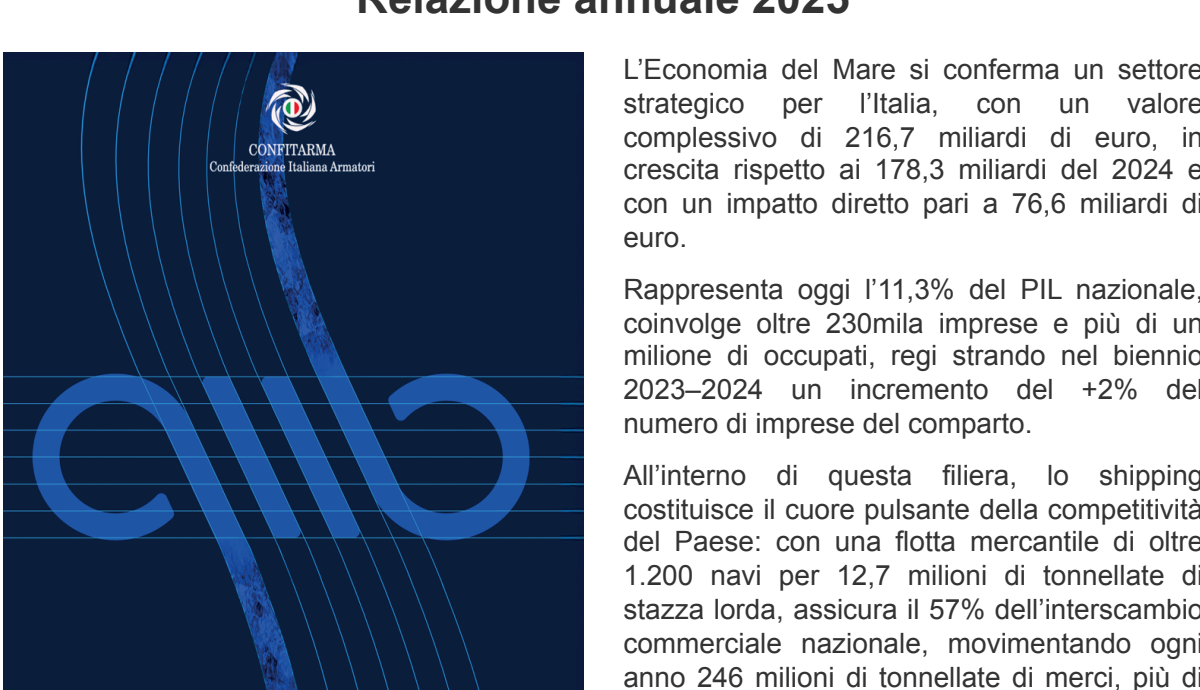 Relazione annuale 2025
CONFITARMA
Confederazione Italiana Armatori
L’Economia del Mare si conferma un settore
strategico per l’Italia, con un valore
complessivo di 216,7 miliardi di euro, in
crescita rispetto ai 178,3 miliardi del 2024 e
con un impatto diretto pari a 76,6 miliardi di
euro.
Rappresenta oggi l’11,3% del PIL nazionale,
coinvolge oltre 230mila imprese e più di un
milione di occupati, regi strando nel biennio
2023–2024 un incremento del +2% del
numero di imprese del comparto.
All’interno di questa filiera, lo shipping
costituisce il cuore pulsante della competitività
del Paese: con una flotta mercantile di oltre
1.200 navi per 12,7 milioni di tonnellate di
stazza lorda, assicura il 57% dell’interscambio
commerciale nazionale, movimentando ogni
anno 246 milioni di tonnellate di merci, più di